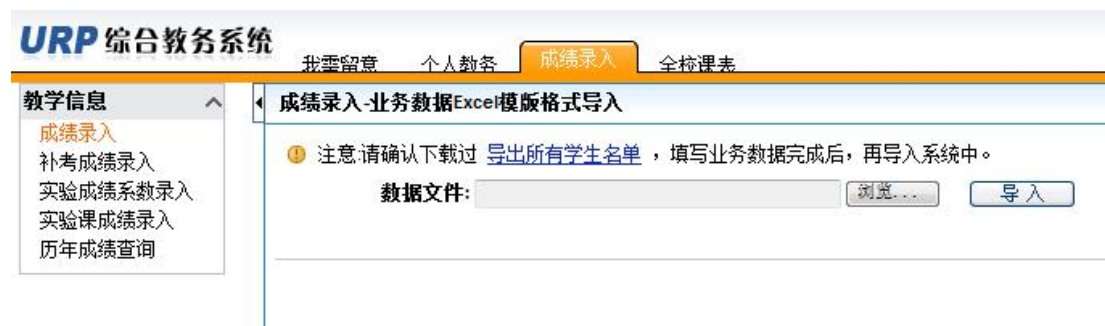 URP 综合教务系统
我需留意 个人教务 成绩录入 全校课表
教学信息
成绩录入
补考成绩录入
实验成绩系数录入
实验课成绩录入
历年成绩查询
成绩录入-业务数据Excel模版格式导入
注意:请确认下载过 导出所有学生名单 ，填写业务数据完成后，再导入系统中。
数据文件: 浏览... 导入